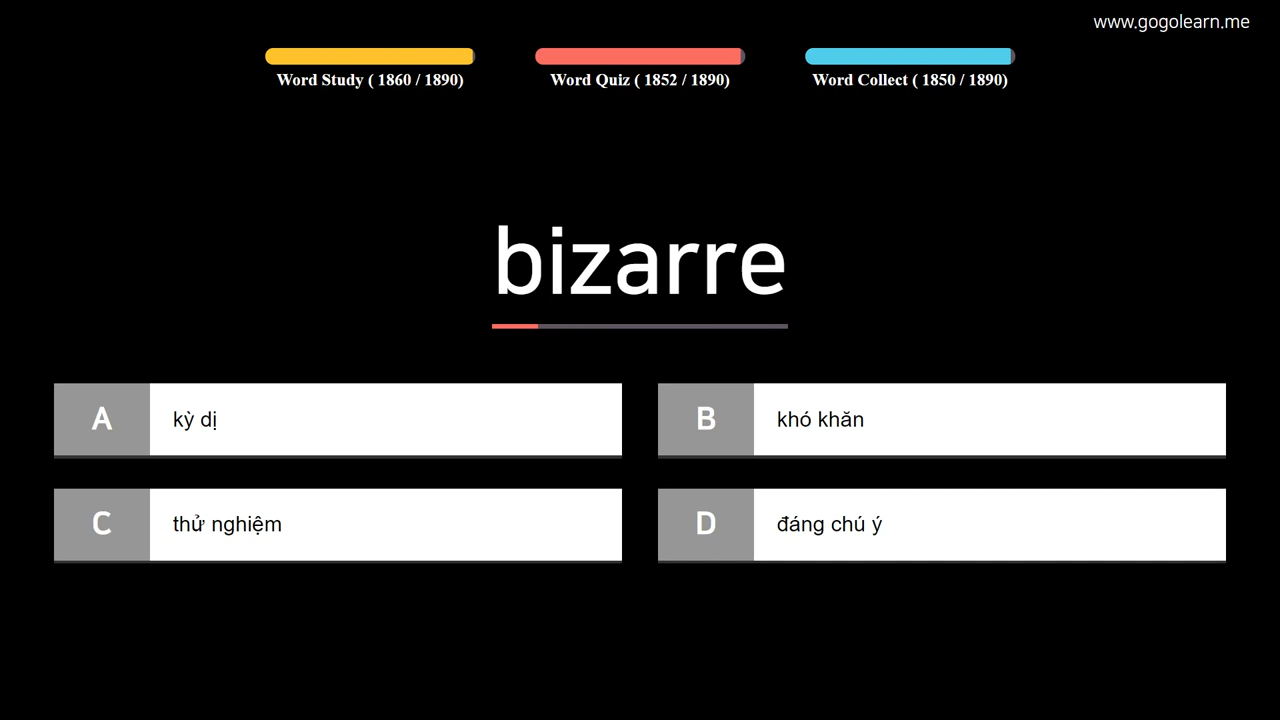 www.gogolearn.me
Word Study ( 1860 / 1890)
Word Quiz ( 1852 / 1890)
Word Collect ( 1850 / 1890)
bizarre
A kỳ dị
B khó khăn
C thử nghiệm
D đáng chú ý